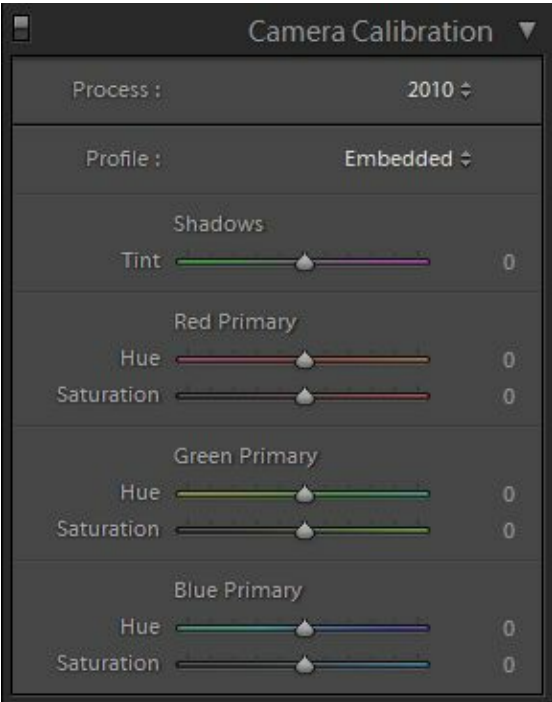 Camera Calibration
Process : 2010
Profile : Embedded
Shadows
Tint 0
Red Primary
Hue 0
Saturation 0
Green Primary
Hue 0
Saturation 0
Blue Primary
Hue 0
Saturation 0